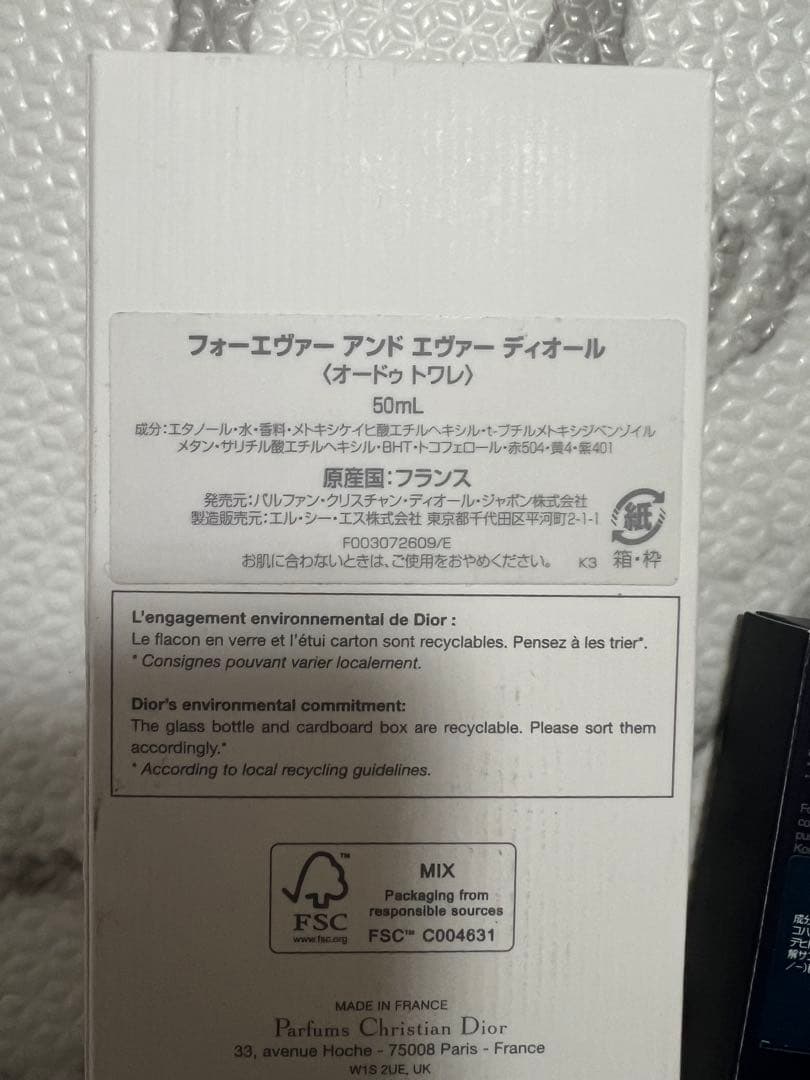 フォーエヴァー アンド エヴァー ディオール
〈オードゥ トワレ〉
50mL
成分:エタノール・水・香料・メトキシケイヒ酸エチルヘキシル・t-ブチルメトキシジベンゾイル
メタン・サリチル酸エチルヘキシル・BHT・トコフェロール・赤504・黄4・紫401
原産国:フランス
発売元:パルファン・クリスチャン・ディオール・ジャポン株式会社
製造販売元:エル・シー・エス株式会社 東京都千代田区平河町2-1-1
F003072609/E
お肌に合わないときは、ご使用をおやめください。 K3
紙
箱・枠
L'engagement environnemental de Dior :
Le flacon en verre et l'étui carton sont recyclables. Pensez à les trier*.
* Consignes pouvant varier localement.
Dior's environmental commitment:
The glass bottle and cardboard box are recyclable. Please sort them
accordingly.*
* According to local recycling guidelines.
FSC
www.fsc.org
MIX
Packaging from
responsible sources
FSC™ C004631
MADE IN FRANCE
Parfums Christian Dior
33, avenue Hoche - 75008 Paris - France
W1S 2UE, UK